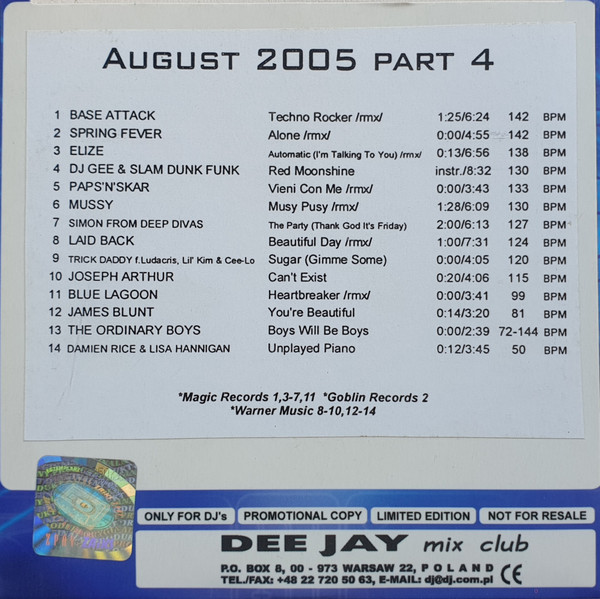 AUGUST 2005 PART 4
1 BASE ATTACK Techno Rocker /rmx/ 1:25/6:24 142 BPM
2 SPRING FEVER Alone /rmx/ 0:00/4:55 142 BPM
3 ELIZE Automatic (I'm Talking To You) /rmx/ 0:13/6:56 138 BPM
4 DJ GEE & SLAM DUNK FUNK Red Moonshine instr./8:32 130 BPM
5 PAPS'N'SKAR Vieni Con Me /rmx/ 0:00/3:43 133 BPM
6 MUSSY Musy Pusy /rmx/ 1:28/6:09 130 BPM
7 SIMON FROM DEEP DIVAS The Party (Thank God It's Friday) 2:00/6:13 127 BPM
8 LAID BACK Beautiful Day /rmx/ 1:00/7:31 124 BPM
9 TRICK DADDY f.Ludacris, Lil' Kim & Cee-Lo Sugar (Gimme Some) 0:00/4:05 120 BPM
10 JOSEPH ARTHUR Can't Exist 0:20/4:06 115 BPM
11 BLUE LAGOON Heartbreaker /rmx/ 0:00/3:41 99 BPM
12 JAMES BLUNT You're Beautiful 0:14/3:20 81 BPM
13 THE ORDINARY BOYS Boys Will Be Boys 0:00/2:39 72-144 BPM
14 DAMIEN RICE & LISA HANNIGAN Unplayed Piano 0:12/3:45 50 BPM
*Magic Records 1,3-7,11 *Goblin Records 2
*Warner Music 8-10,12-14
ONLY FOR DJ's PROMOTIONAL COPY LIMITED EDITION NOT FOR RESALE
DEE JAY mix club
P.O. BOX 8, 00 - 973 WARSAW 22, P O L A N D
TEL./FAX: +48 22 720 50 63, E-MAIL: dj@dj.com.pl CE